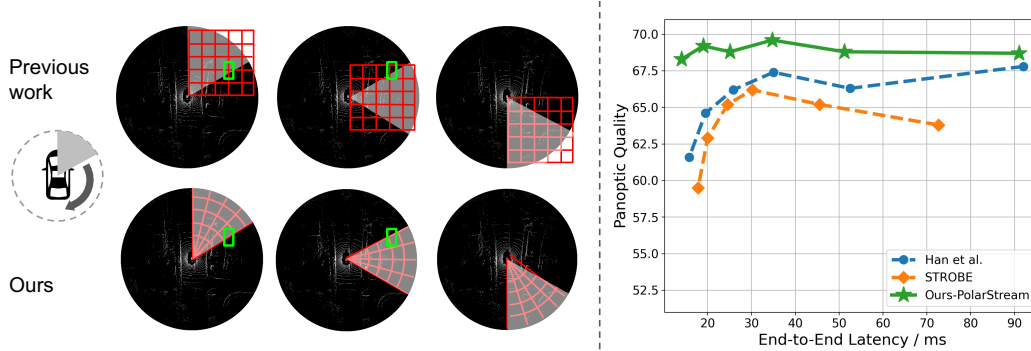 Previous
work
Ours
Panoptic Quality
70.0
67.5
65.0
62.5
60.0
57.5
55.0
52.5
20
30
40
50
60
70
80
90
End-to-End Latency / ms
Han et al.
STROBE
Ours-PolarStream